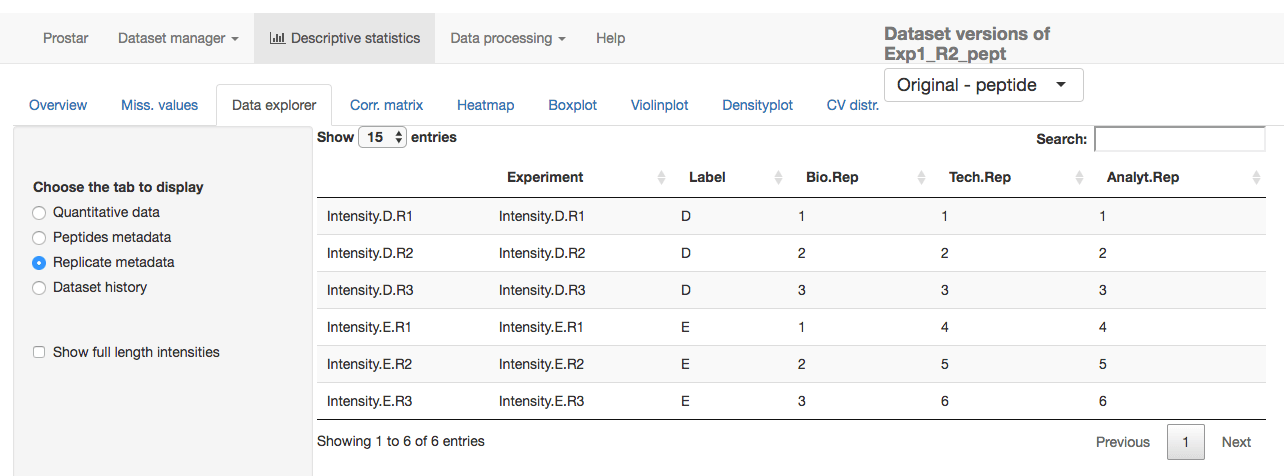 Prostar Dataset manager Descriptive statistics Data processing Help
Dataset versions of
Exp1_R2_pept
Original - peptide
Overview Miss. values Data explorer Corr. matrix Heatmap Boxplot Violinplot Densityplot CV distr.
Show 15 entries Search:
Choose the tab to display
Quantitative data
Peptides metadata
Replicate metadata
Dataset history
Show full length intensities
Experiment Label Bio.Rep Tech.Rep Analyt.Rep
Intensity.D.R1 Intensity.D.R1 D 1 1 1
Intensity.D.R2 Intensity.D.R2 D 2 2 2
Intensity.D.R3 Intensity.D.R3 D 3 3 3
Intensity.E.R1 Intensity.E.R1 E 1 4 4
Intensity.E.R2 Intensity.E.R2 E 2 5 5
Intensity.E.R3 Intensity.E.R3 E 3 6 6
Showing 1 to 6 of 6 entries Previous 1 Next